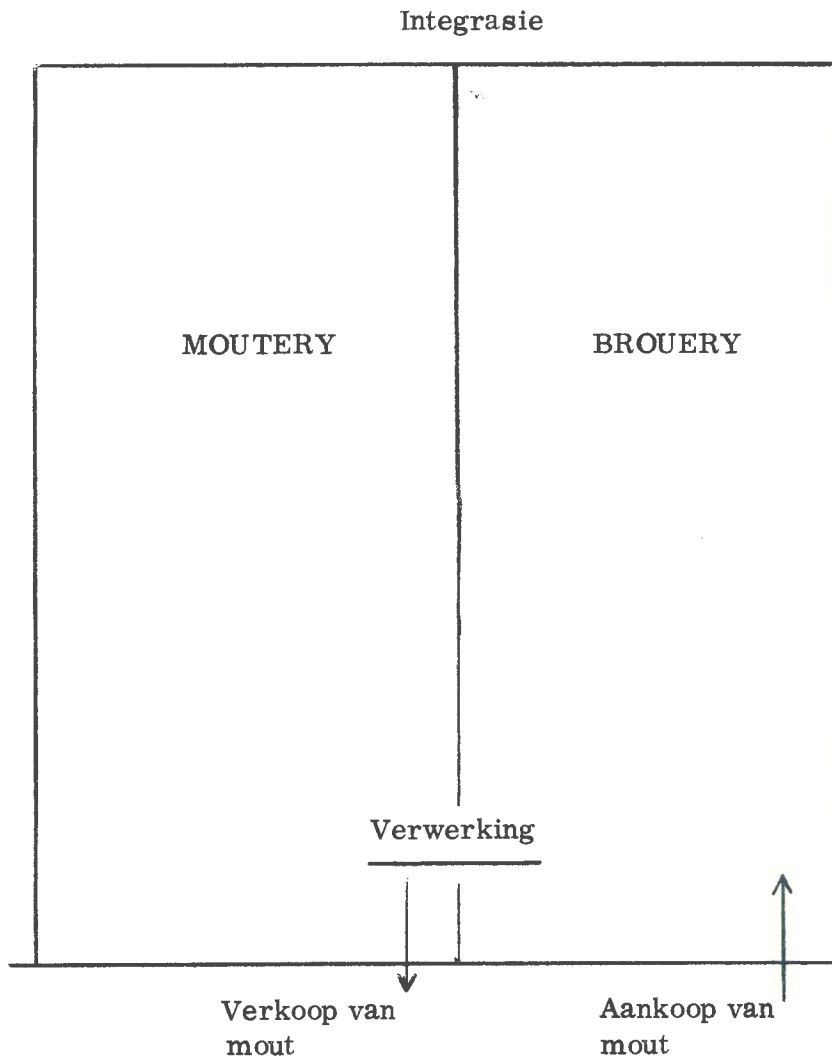 Integrasie
MOUTERY BROUERY
Verwerking
Verkoop van Aankoop van
mout mout